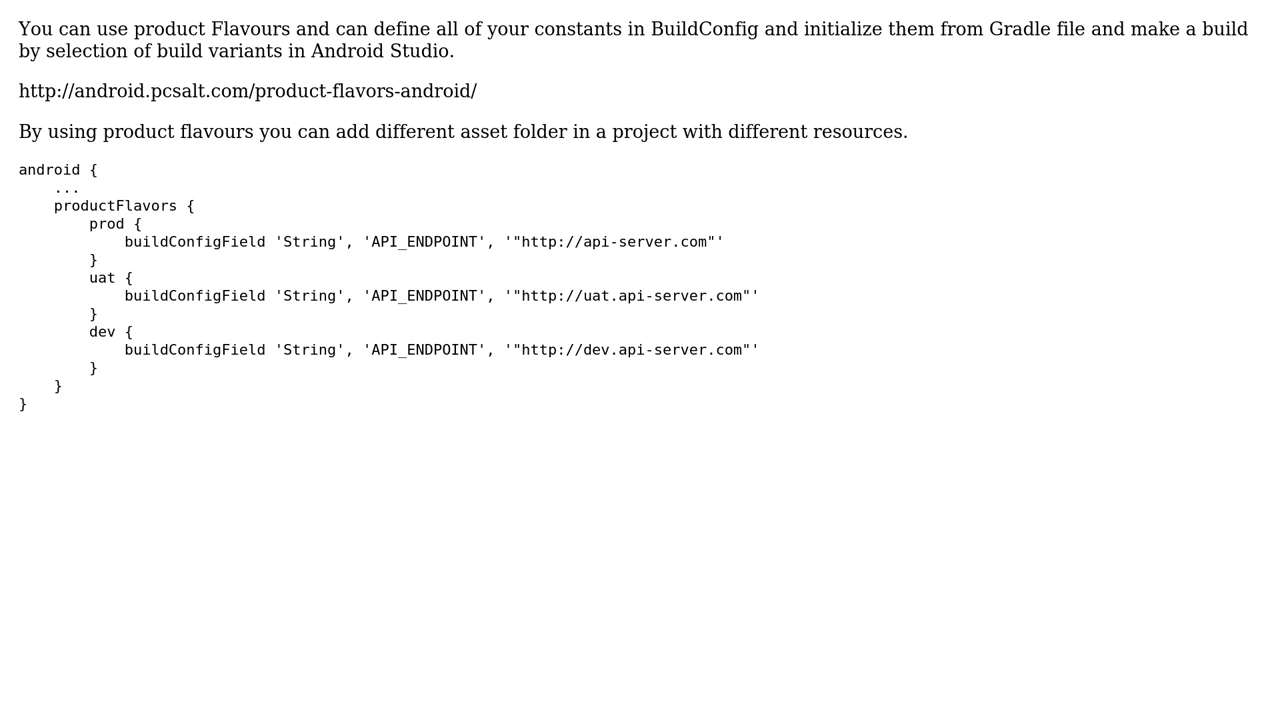 You can use product Flavours and can define all of your constants in BuildConfig and initialize them from Gradle file and make a build
by selection of build variants in Android Studio.
http://android.pcsalt.com/product-flavors-android/
By using product flavours you can add different asset folder in a project with different resources.
android {
    ...
    productFlavors {
        prod {
            buildConfigField 'String', 'API_ENDPOINT', '"http://api-server.com"'
        }
        uat {
            buildConfigField 'String', 'API_ENDPOINT', '"http://uat.api-server.com"'
        }
        dev {
            buildConfigField 'String', 'API_ENDPOINT', '"http://dev.api-server.com"'
        }
    }
}